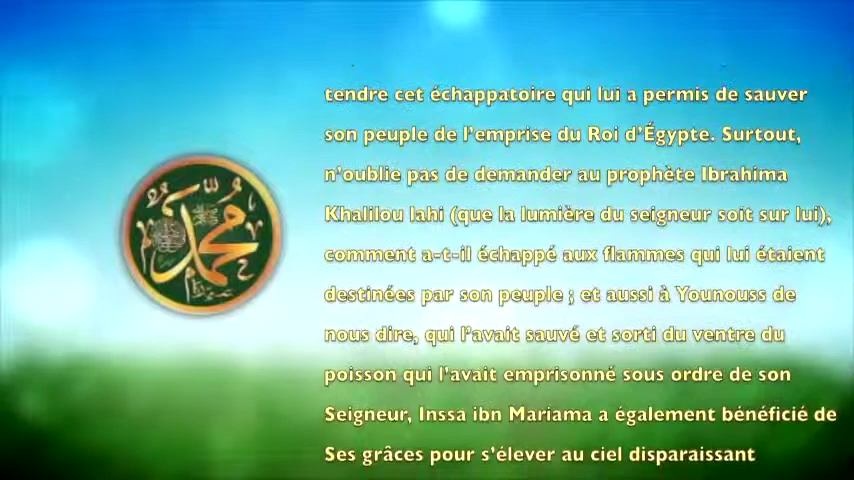 محمد
tendre cet échappatoire qui lui a permis de sauver
son peuple de l'emprise du Roi d'Égypte. Surtout,
n'oublie pas de demander au prophète Ibrahima
Khalilou lahi (que la lumière du seigneur soit sur lui),
comment a-t-il échappé aux flammes qui lui étaient
destinées par son peuple ; et aussi à Younouss de
nous dire, qui l'avait sauvé et sorti du ventre du
poisson qui l'avait emprisonné sous ordre de son
Seigneur, Inssa ibn Mariama a également bénéficié de
Ses grâces pour s'élever au ciel disparaissant